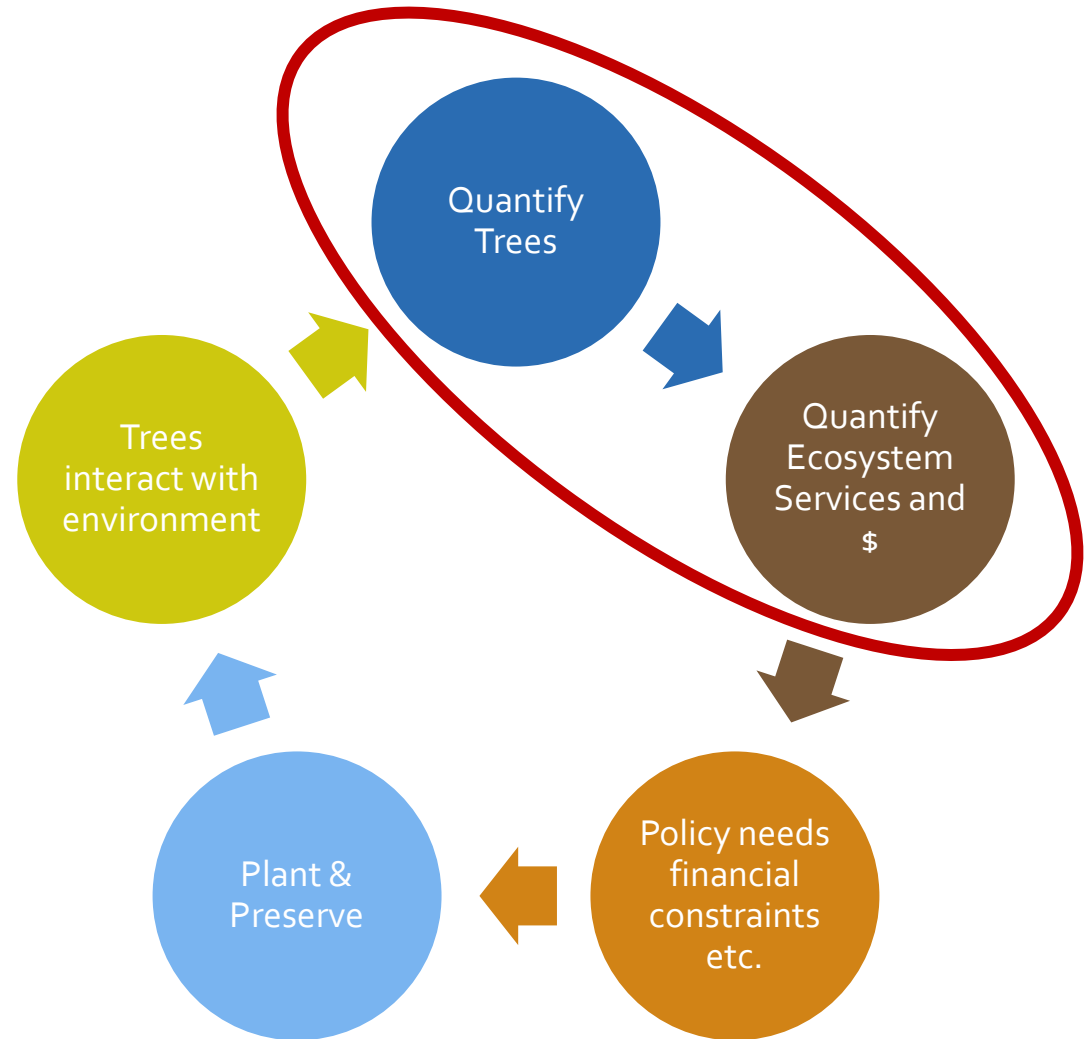 Quantify
Trees
Quantify
Ecosystem
Services and
$
Policy needs
financial
constraints
etc.
Plant &
Preserve
Trees
interact with
environment